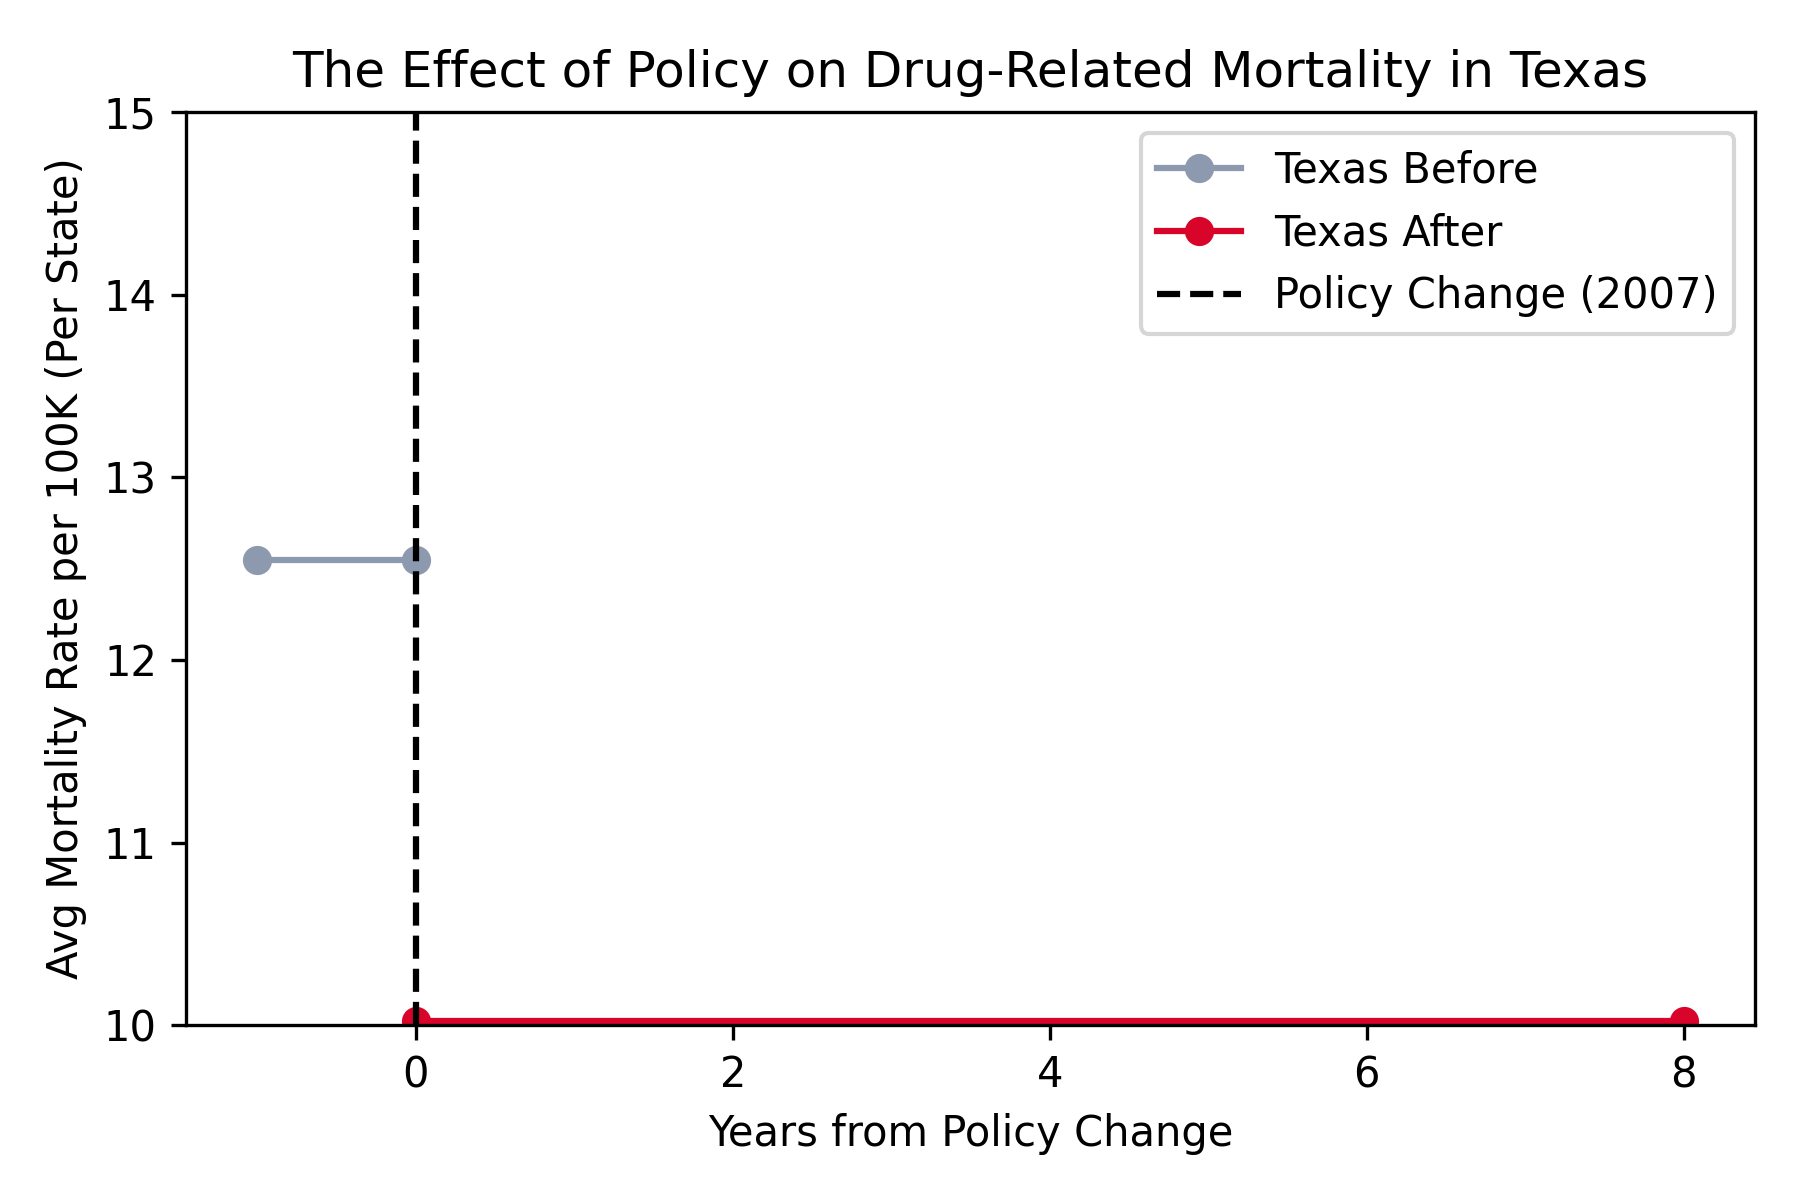 The Effect of Policy on Drug-Related Mortality in Texas
Avg Mortality Rate per 100K (Per State)
15
14
13
12
11
10
Texas Before
Texas After
Policy Change (2007)
0 2 4 6 8
Years from Policy Change